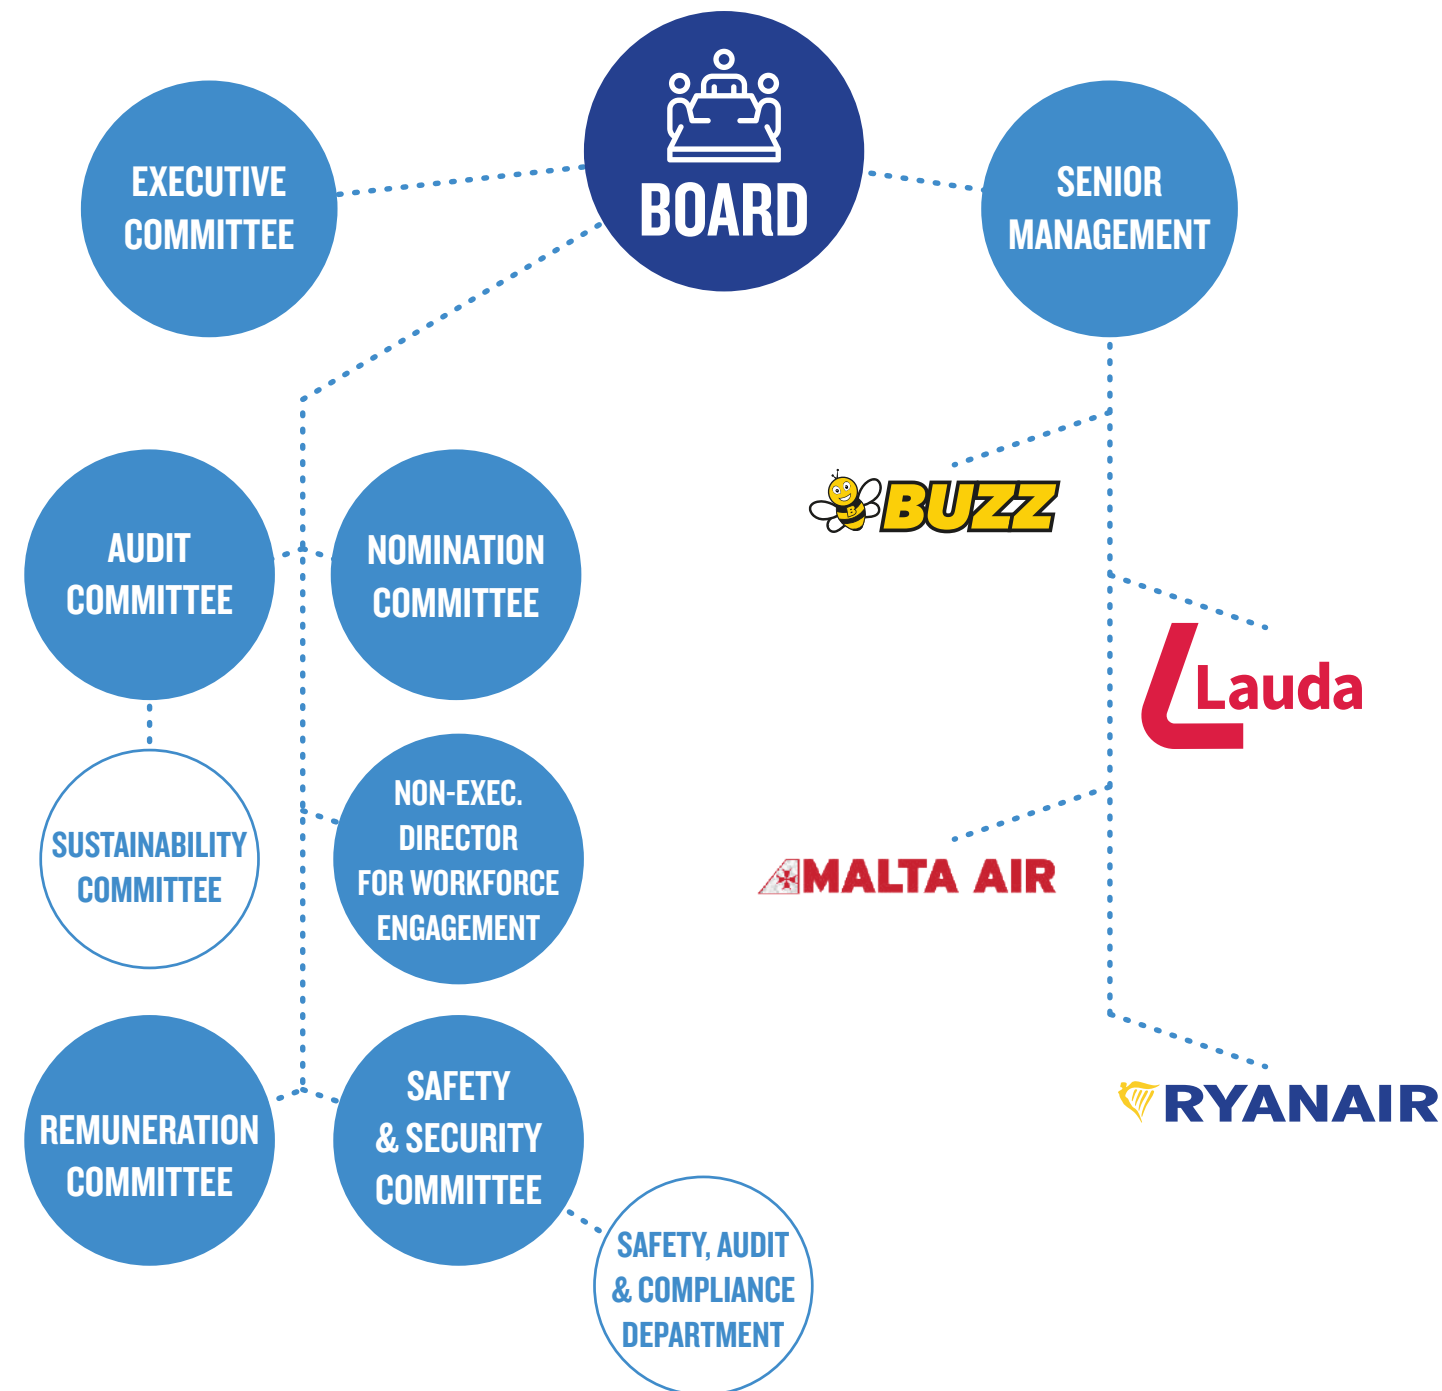 BOARD
EXECUTIVE
COMMITTEE
SENIOR
MANAGEMENT
BUZZ
B
AUDIT
COMMITTEE
NOMINATION
COMMITTEE
Lauda
SUSTAINABILITY
COMMITTEE
NON-EXEC.
DIRECTOR
FOR WORKFORCE
ENGAGEMENT
MALTA AIR
REMUNERATION
COMMITTEE
SAFETY
& SECURITY
COMMITTEE
RYANAIR
SAFETY, AUDIT
& COMPLIANCE
DEPARTMENT